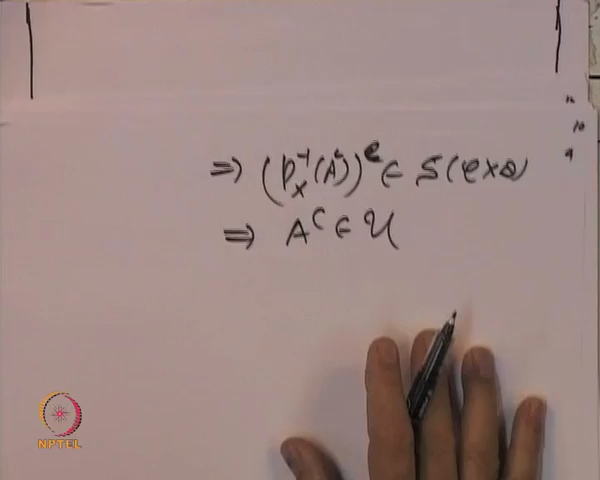 ⇒ (p_X^{-1}(A^c))^c ∈ S(C×D)
⇒ A^C ∈ U
NPTEL